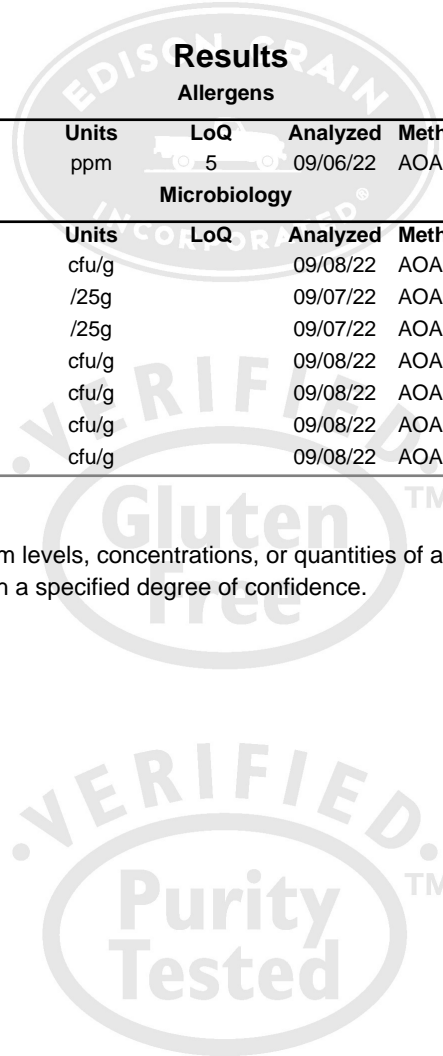 EDISON GRAIN
Results
Allergens
Units LoQ Analyzed Meth
ppm 5 09/06/22 AOA
Microbiology
INCORPORATED®
Units LoQ Analyzed Meth
cfu/g 09/08/22 AOA
/25g 09/07/22 AOA
/25g 09/07/22 AOA
cfu/g 09/08/22 AOA
cfu/g 09/08/22 AOA
cfu/g 09/08/22 AOA
cfu/g 09/08/22 AOA
VERIFIED
Gluten
Free
TM
m levels, concentrations, or quantities of a
n a specified degree of confidence.
VERIFIED
Purity
Tested
TM